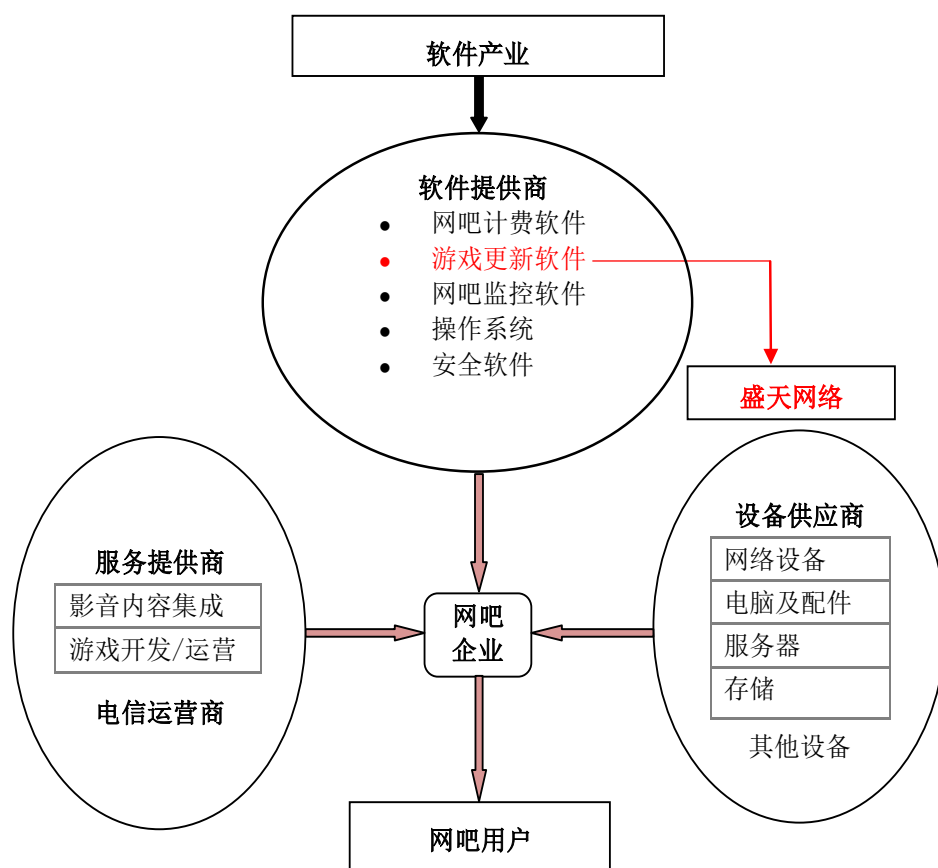 软件产业
软件提供商
● 网吧计费软件
● 游戏更新软件
● 网吧监控软件
● 操作系统
● 安全软件
盛天网络
服务提供商
影音内容集成
游戏开发/运营
电信运营商
网吧
企业
设备供应商
网络设备
电脑及配件
服务器
存储
其他设备
网吧用户